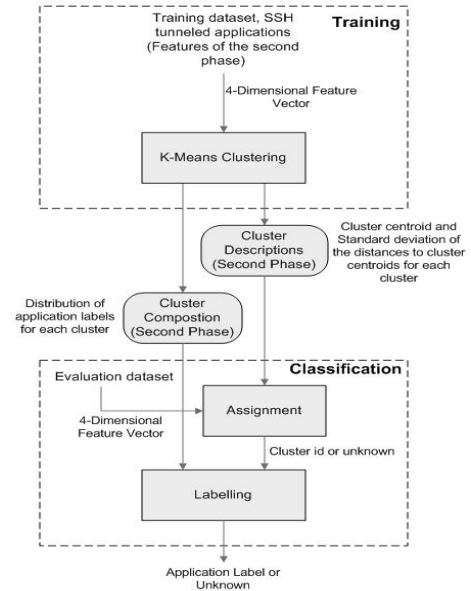 Training dataset, SSH
tunneled applications
(Features of the second
phase)
Training
4-Dimensional Feature
Vector
K-Means Clustering
Cluster
Descriptions
(Second Phase)
Cluster centroid and
Standard deviation of
the distances to cluster
centroids for each
cluster
Distribution of
application labels
for each cluster
Cluster
Compostion
(Second Phase)
Classification
Evaluation dataset
4-Dimensional
Feature Vector
Assignment
Cluster id or unknown
Labelling
Application Label or
Unknown